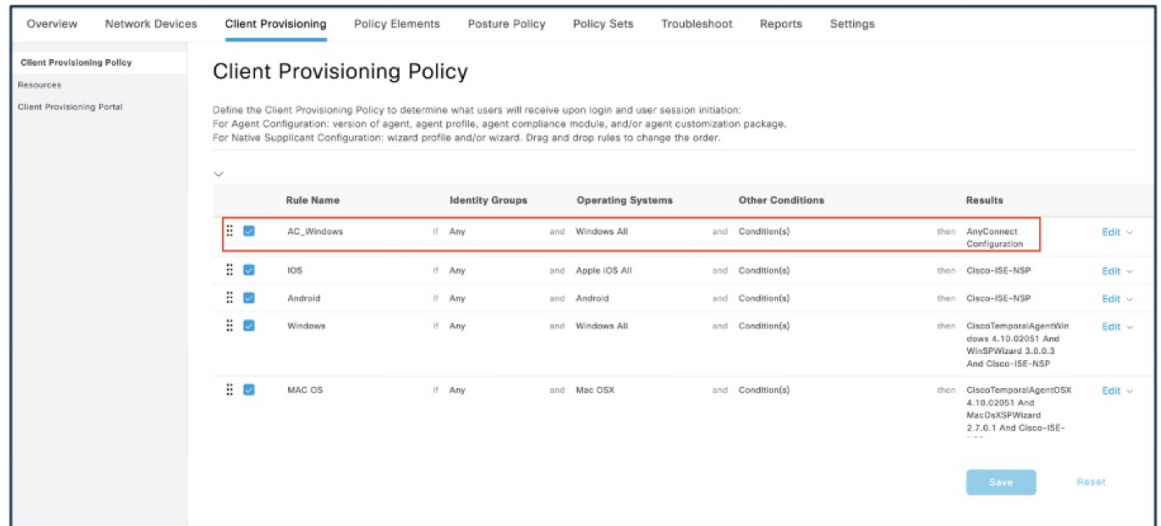 Overview Network Devices Client Provisioning Policy Elements Posture Policy Policy Sets Troubleshoot Reports Settings
Client Provisioning Policy
Resources
Client Provisioning Portal
Client Provisioning Policy
Define the Client Provisioning Policy to determine what users will receive upon login and user session initiation:
For Agent Configuration: version of agent, agent profile, agent compliance module, and/or agent customization package.
For Native Supplicant Configuration: wizard profile and/or wizard. Drag and drop rules to change the order.
Rule Name Identity Groups Operating Systems Other Conditions Results
AC_Windows If Any and Windows All and Condition(s) then AnyConnect Edit
Configuration
IOS If Any and Apple IOS All and Condition(s) then Cisco-ISE-NSP Edit
Android If Any and Android and Condition(s) then Cisco-ISE-NSP Edit
Windows If Any and Windows All and Condition(s) then CiscoTemporalAgentWin Edit
dows 4.10.02051 And
WinSPWizard 3.0.0.3
And Cisco-ISE-NSP
MAC OS If Any and Mac OSX and Condition(s) then CiscoTemporalAgentOSX Edit
4.10.02051 And
MacOsXSPWizard
2.7.0.1 And Cisco-ISE-
Save Reset